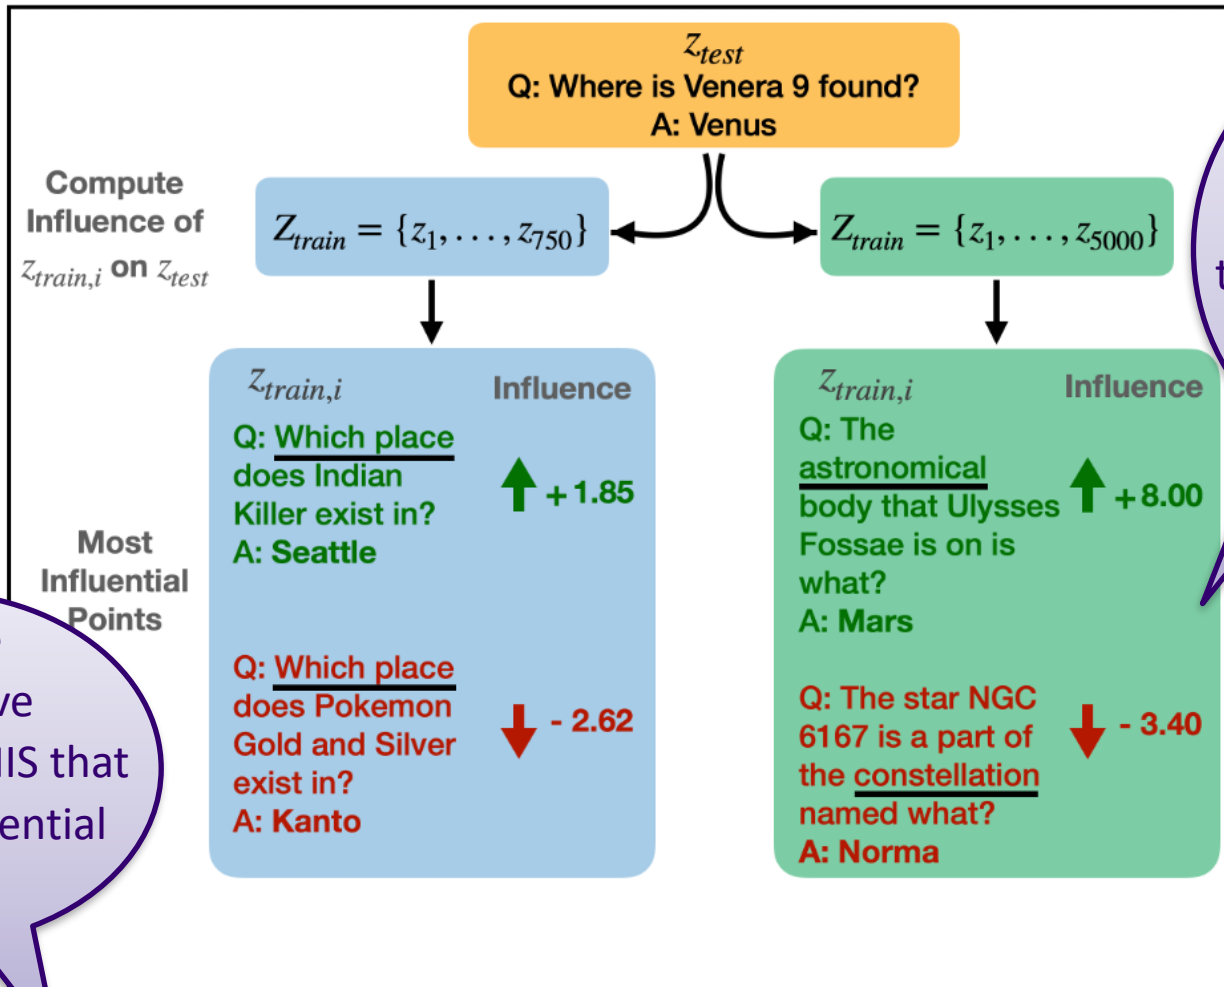 z_test
Q: Where is Venera 9 found?
A: Venus
Compute
Influence of
z_train,i on z_test
Z_train = {z_1, . . . , z_750}
Z_train = {z_1, . . . , z_5000}
Most
Influential
Points
z_train,i Influence
Q: Which place
does Indian
Killer exist in?
A: Seattle
+ 1.85
Q: Which place
does Pokemon
Gold and Silver
exist in?
A: Kanto
- 2.62
z_train,i Influence
Q: The
astronomical
body that Ulysses
Fossae is on is
what?
A: Mars
+ 8.00
Q: The star NGC
6167 is a part of
the constellation
named what?
A: Norma
- 3.40
that